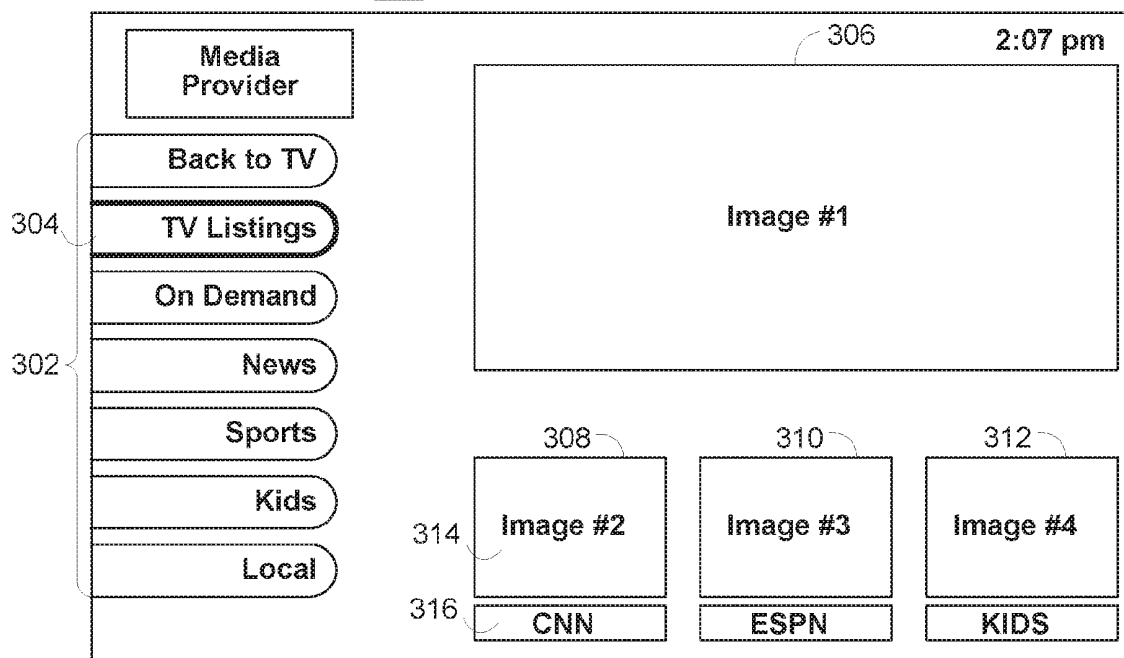 306
2:07 pm
Media
Provider
Back to TV
304
TV Listings
Image #1
On Demand
302
News
Sports
308
310
312
Kids
314
Image #2
Image #3
Image #4
Local
316
CNN
ESPN
KIDS